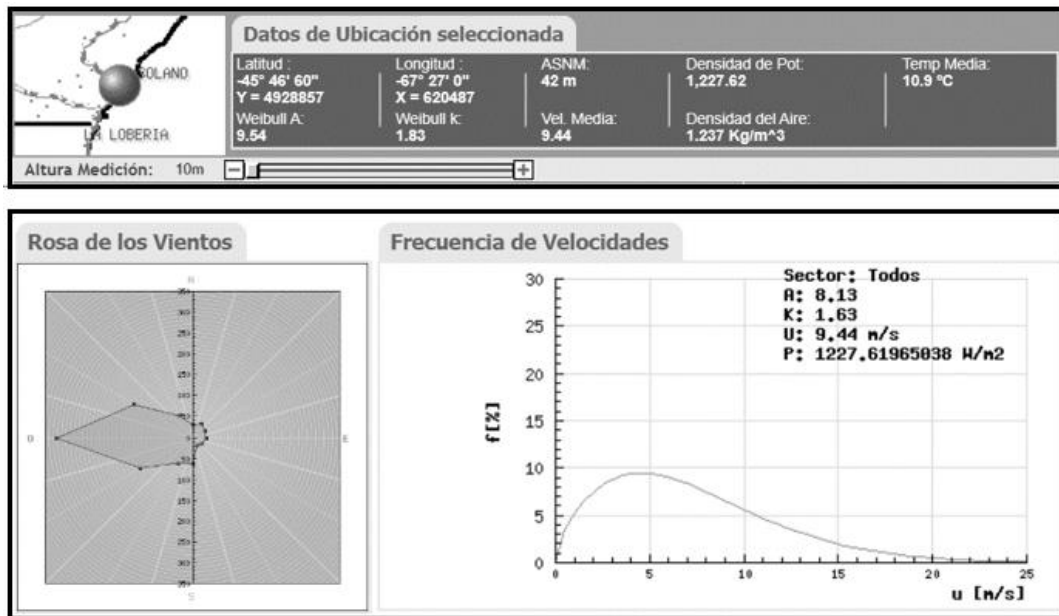 Datos de Ubicación seleccionada
SOLANO
LA LOBERIA
Latitud :
-45° 46' 60"
Y = 4928857
Longitud :
-67° 27' 0"
X = 620487
ASNM:
42 m
Densidad de Pot:
1,227.62
Temp Media:
10.9 ºC
Weibull A:
9.54
Weibull k:
1.83
Vel. Media:
9.44
Densidad del Aire:
1.237 Kg/m^3
Altura Medición: 10m
Rosa de los Vientos
Frecuencia de Velocidades
Sector: Todos
A: 8.13
K: 1.63
U: 9.44 m/s
P: 1227.61965038 W/m2
f[%]
30
25
20
15
10
5
0
0 5 10 15 20 25
u [m/s]
O
E
S